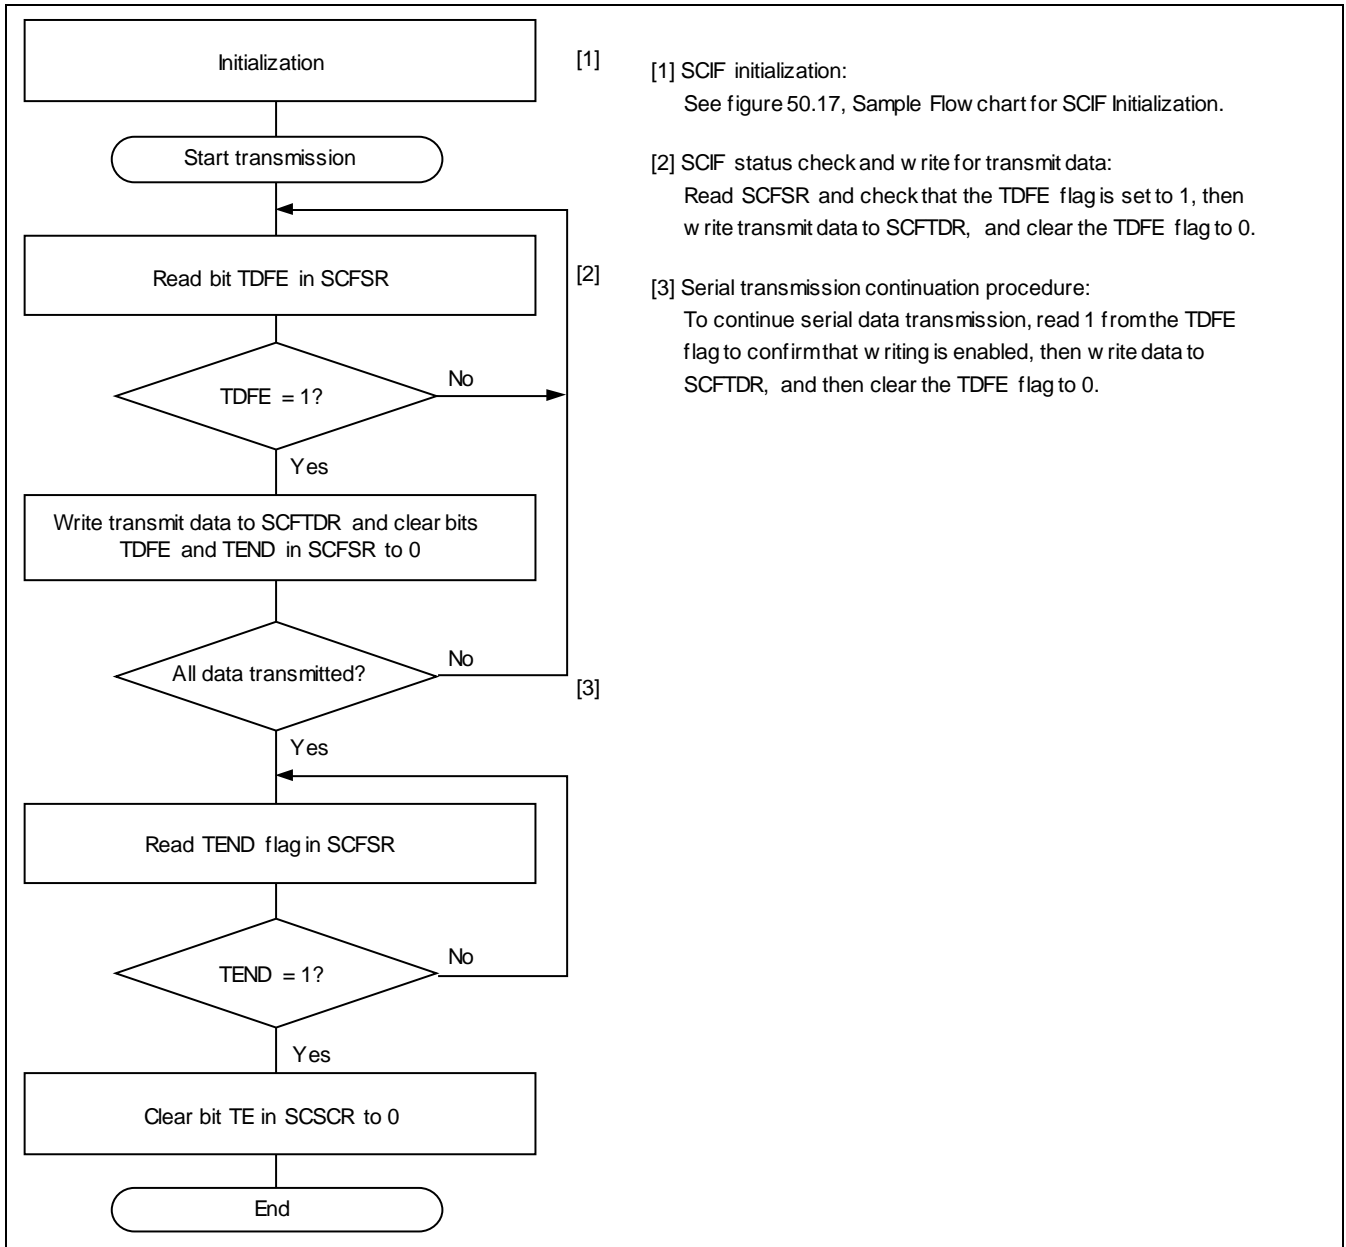 Initialization
[1]
Start transmission
Read bit TDFE in SCFSR
[2]
TDFE = 1?
No
Yes
Write transmit data to SCFTDR and clear bits
TDFE and TEND in SCFSR to 0
All data transmitted?
No
[3]
Yes
Read TEND flag in SCFSR
TEND = 1?
No
Yes
Clear bit TE in SCSCR to 0
End
[1] SCIF initialization:
See figure 50.17, Sample Flow chart for SCIF Initialization.
[2] SCIF status check and write for transmit data:
Read SCFSR and check that the TDFE flag is set to 1, then
write transmit data to SCFTDR, and clear the TDFE flag to 0.
[3] Serial transmission continuation procedure:
To continue serial data transmission, read 1 from the TDFE
flag to confirm that writing is enabled, then write data to
SCFTDR, and then clear the TDFE flag to 0.